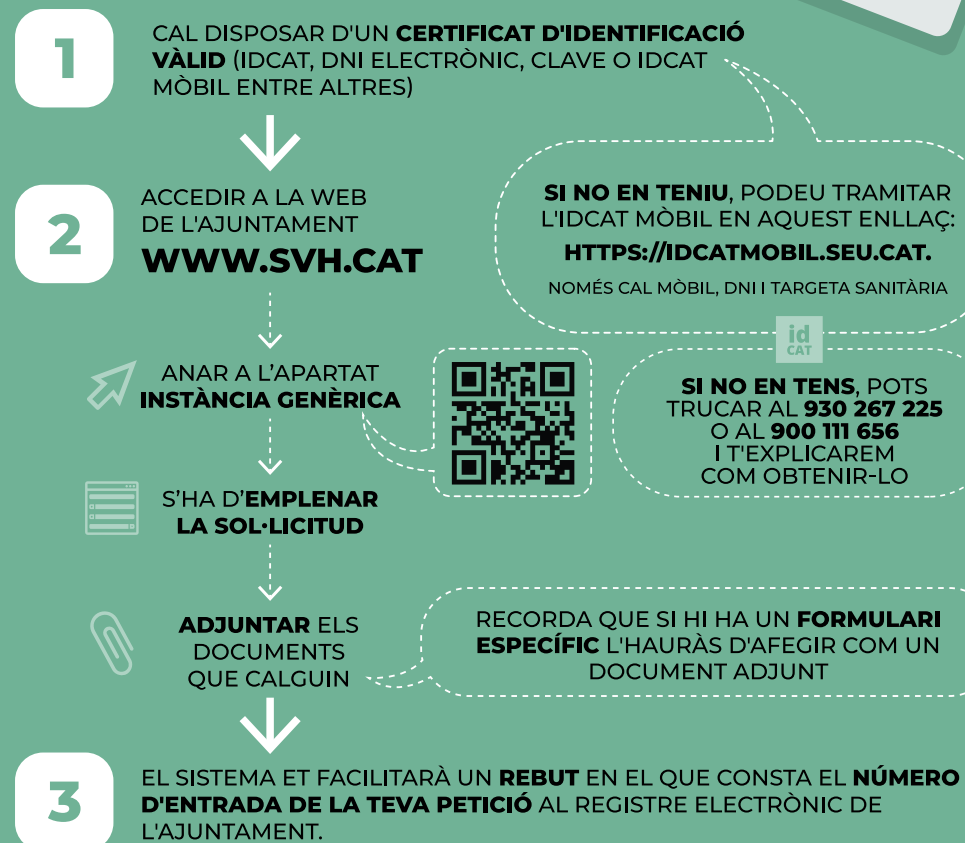 1
CAL DISPOSAR D'UN CERTIFICAT D'IDENTIFICACIÓ
VÀLID (IDCAT, DNI ELECTRÒNIC, CLAVE O IDCAT
MÒBIL ENTRE ALTRES)
SI NO EN TENIU, PODEU TRAMITAR
L'IDCAT MÒBIL EN AQUEST ENLLAÇ:
HTTPS://IDCATMOBIL.SEU.CAT.
NOMÉS CAL MÒBIL, DNI I TARGETA SANITÀRIA
id
CAT
SI NO EN TENS, POTS
TRUCAR AL 930 267 225
O AL 900 111 656
I T'EXPLICAREM
COM OBTENIR-LO
2
ACCEDIR A LA WEB
DE L'AJUNTAMENT
WWW.SVH.CAT
ANAR A L’APARTAT
INSTÀNCIA GENÈRICA
S’HA D’EMPLENAR
LA SOL·LICITUD
ADJUNTAR ELS
DOCUMENTS
QUE CALGUIN
RECORDA QUE SI HI HA UN FORMULARI
ESPECÍFIC L'HAURÀS D'AFEGIR COM UN
DOCUMENT ADJUNT
3
EL SISTEMA ET FACILITARÀ UN REBUT EN EL QUE CONSTA EL NÚMERO
D'ENTRADA DE LA TEVA PETICIÓ AL REGISTRE ELECTRÒNIC DE
L'AJUNTAMENT.